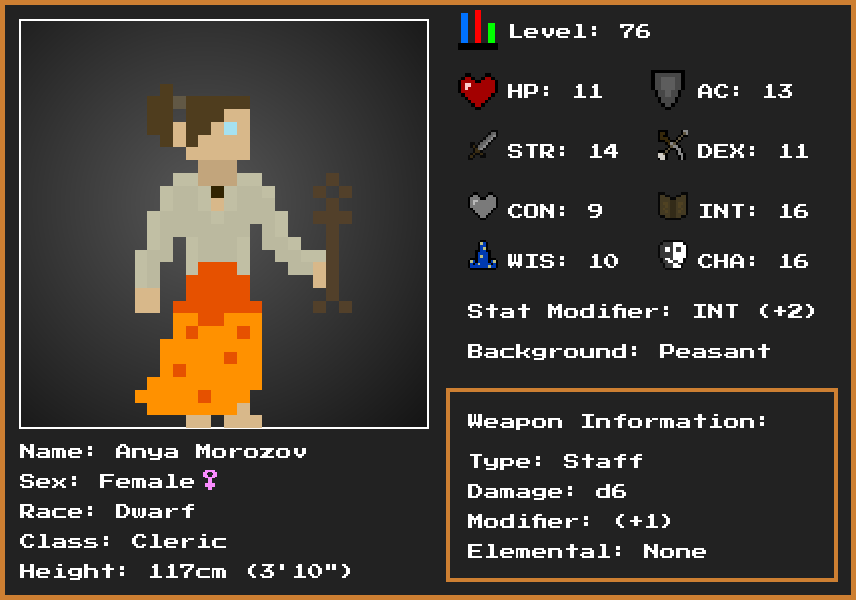 Level: 76
HP: 11
AC: 13
STR: 14
DEX: 11
CON: 9
INT: 16
WIS: 10
CHA: 16
Stat Modifier: INT (+2)
Background: Peasant
Weapon Information:
Type: Staff
Damage: d6
Modifier: (+1)
Elemental: None
Name: Anya Morozov
Sex: Female♀
Race: Dwarf
Class: Cleric
Height: 117cm (3'10")